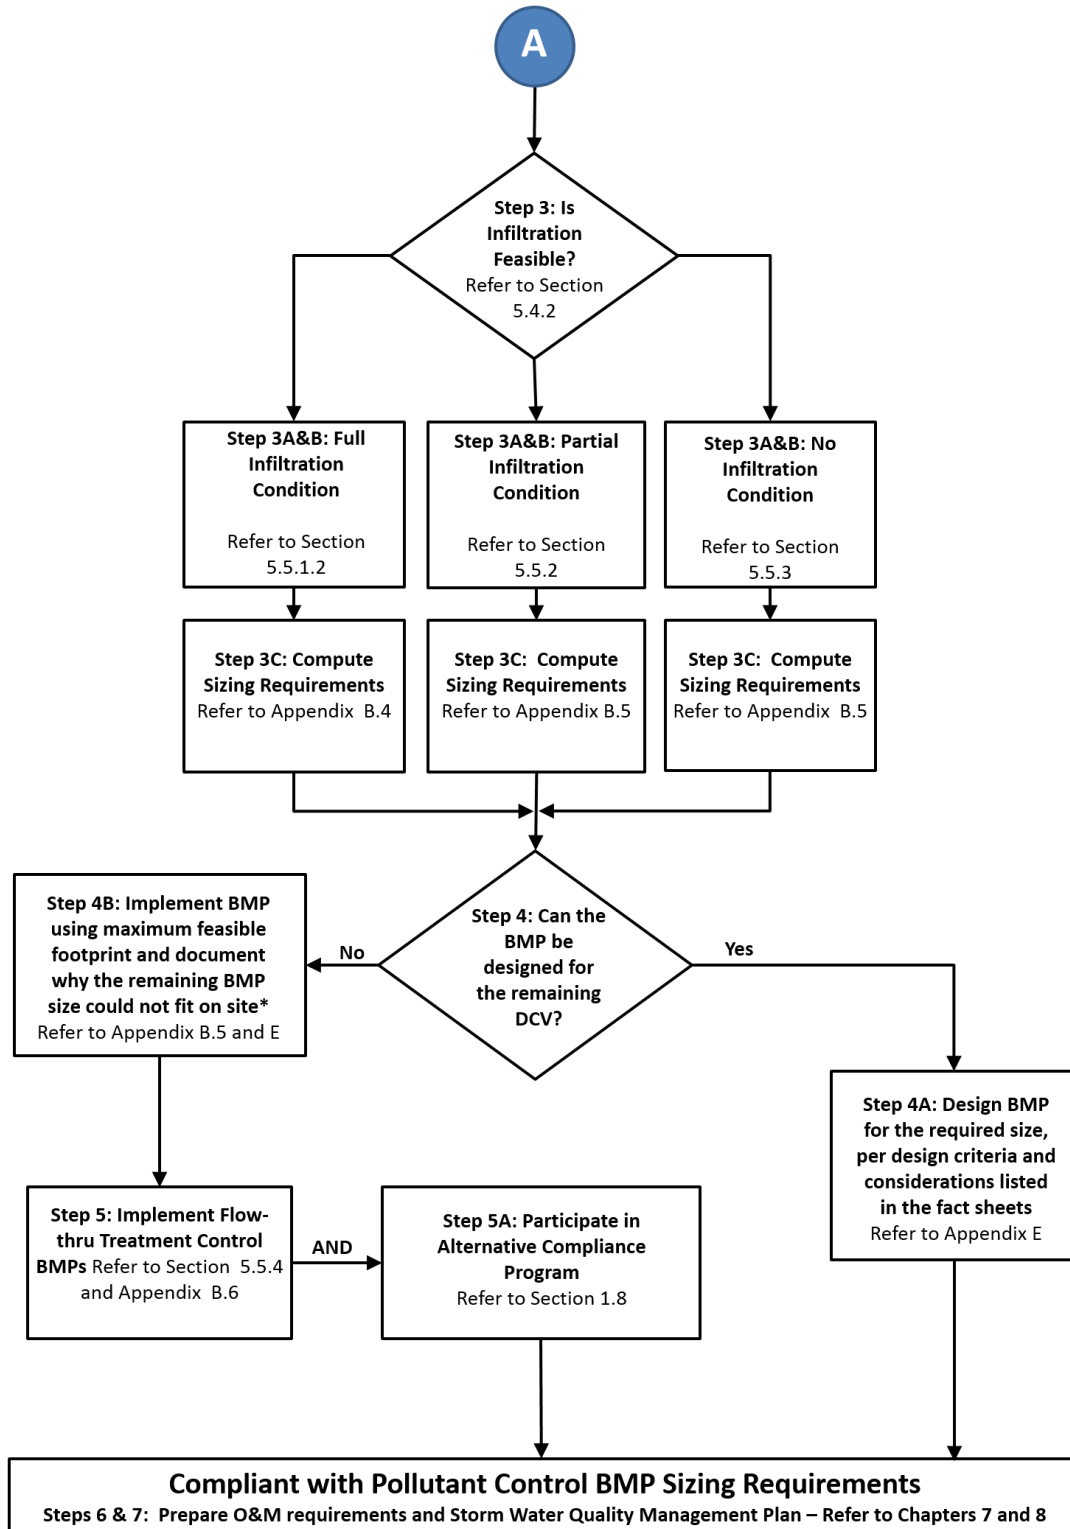 A
Step 3: Is
Infiltration
Feasible?
Refer to Section
5.4.2
Step 3A&B: Full
Infiltration
Condition
Refer to Section
5.5.1.2
Step 3A&B: Partial
Infiltration
Condition
Refer to Section
5.5.2
Step 3A&B: No
Infiltration
Condition
Refer to Section
5.5.3
Step 3C: Compute
Sizing Requirements
Refer to Appendix B.4
Step 3C: Compute
Sizing Requirements
Refer to Appendix B.5
Step 3C: Compute
Sizing Requirements
Refer to Appendix B.5
Step 4: Can the
BMP be
designed for
the remaining
DCV?
No
Yes
Step 4B: Implement BMP
using maximum feasible
footprint and document
why the remaining BMP
size could not fit on site*
Refer to Appendix B.5 and E
Step 4A: Design BMP
for the required size,
per design criteria and
considerations listed
in the fact sheets
Refer to Appendix E
Step 5: Implement Flow-
thru Treatment Control
BMPs Refer to Section 5.5.4
and Appendix B.6
AND
Step 5A: Participate in
Alternative Compliance
Program
Refer to Section 1.8
Compliant with Pollutant Control BMP Sizing Requirements
Steps 6 & 7: Prepare O&M requirements and Storm Water Quality Management Plan – Refer to Chapters 7 and 8